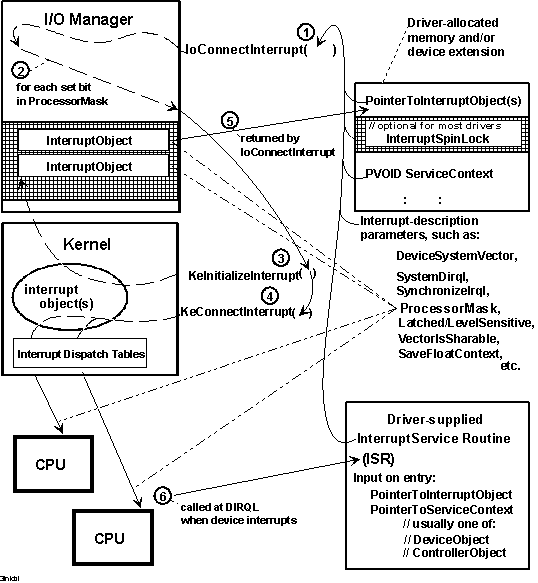 I/O Manager
1
IoConnectInterrupt( )
2
for each set bit
in ProcessorMask
InterruptObject
InterruptObject
5
returned by
IoConnectInterrupt
Driver-allocated
memory and/or
device extension
PointerToInterruptObject(s)
// optional for most drivers
InterruptSpinLock
PVOID ServiceContext
: :
Interrupt-description
parameters, such as:
DeviceSystemVector,
SystemDirql,
SynchronizeIrql,
ProcessorMask,
Latched/LevelSensitive,
VectorIsSharable,
SaveFloatContext,
etc.
Kernel
interrupt
object(s)
Interrupt Dispatch Tables
3
KeInitializeInterrupt( )
4
KeConnectInterrupt( )
CPU
CPU
6
called at DIRQL
when device interrupts
Driver-supplied
InterruptService Routine
(ISR)
Input on entry:
PointerToInterruptObject
PointerToServiceContext
// usually one of:
// DeviceObject
// ControllerObject